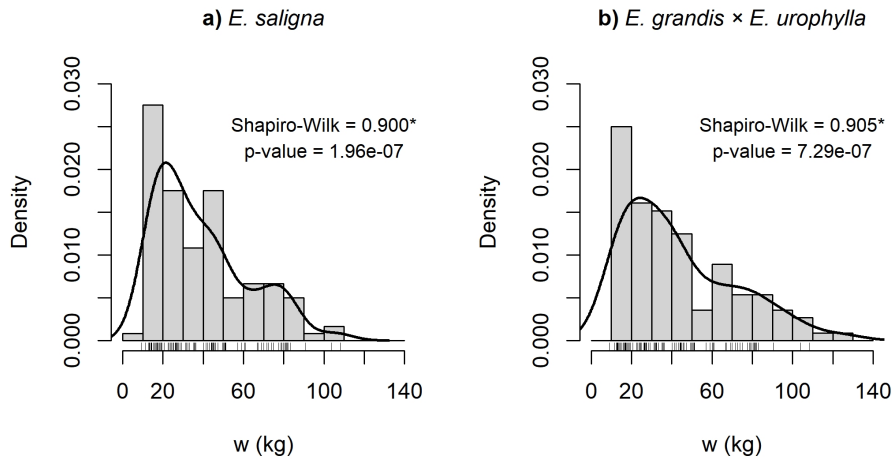 a) E. saligna
0.030
0.020
0.010
0.000
Density
Shapiro-Wilk = 0.900*
p-value = 1.96e-07
0 20 60 100 140
w (kg)
b) E. grandis × E. urophylla
0.030
0.020
0.010
0.000
Density
Shapiro-Wilk = 0.905*
p-value = 7.29e-07
0 20 60 100 140
w (kg)